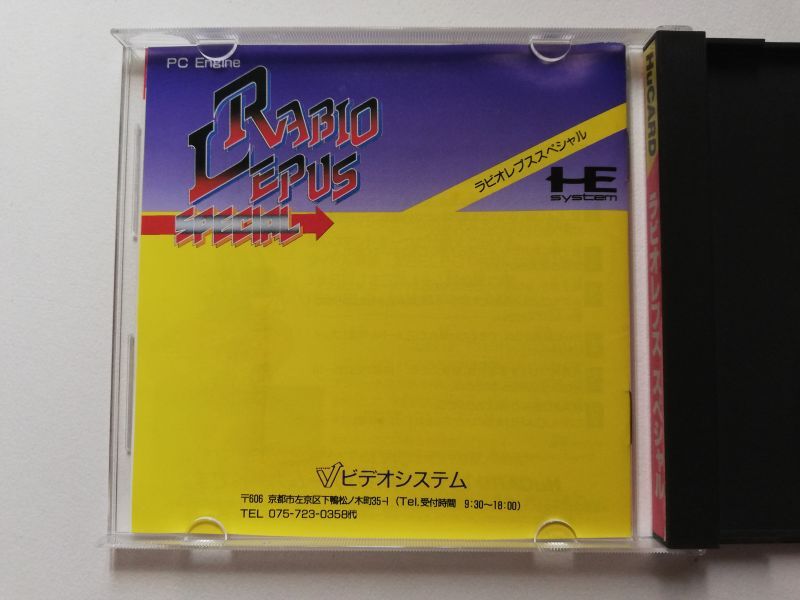 PC Engine
RABIO
LEPUS
SPECIAL
ラビオレプススペシャル
HE
system
ビデオシステム
〒606 京都市左京区下鴨松ノ木町35-1 (Tel.受付時間 9:30〜18:00)
TEL 075-723-0358代
HuCARD ラビオレプス スペシャル